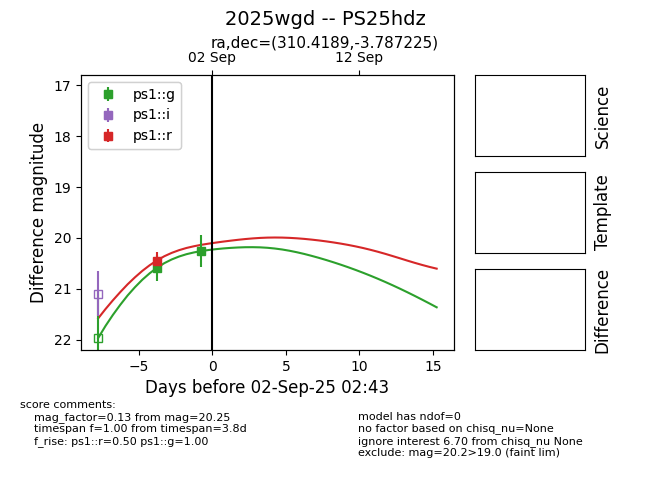 2025wgd -- PS25hdz
ra,dec=(310.4189,-3.787225)
02 Sep
12 Sep
17
18
19
20
21
22
Difference magnitude
ps1::g
ps1::i
ps1::r
−5
0
5
10
15
Days before 02-Sep-25 02:43
Science
Template
Difference
score comments:
mag_factor=0.13 from mag=20.25
timespan f=1.00 from timespan=3.8d
f_rise: ps1::r=0.50 ps1::g=1.00
model has ndof=0
no factor based on chisq_nu=None
ignore interest 6.70 from chisq_nu None
exclude: mag=20.2>19.0 (faint lim)